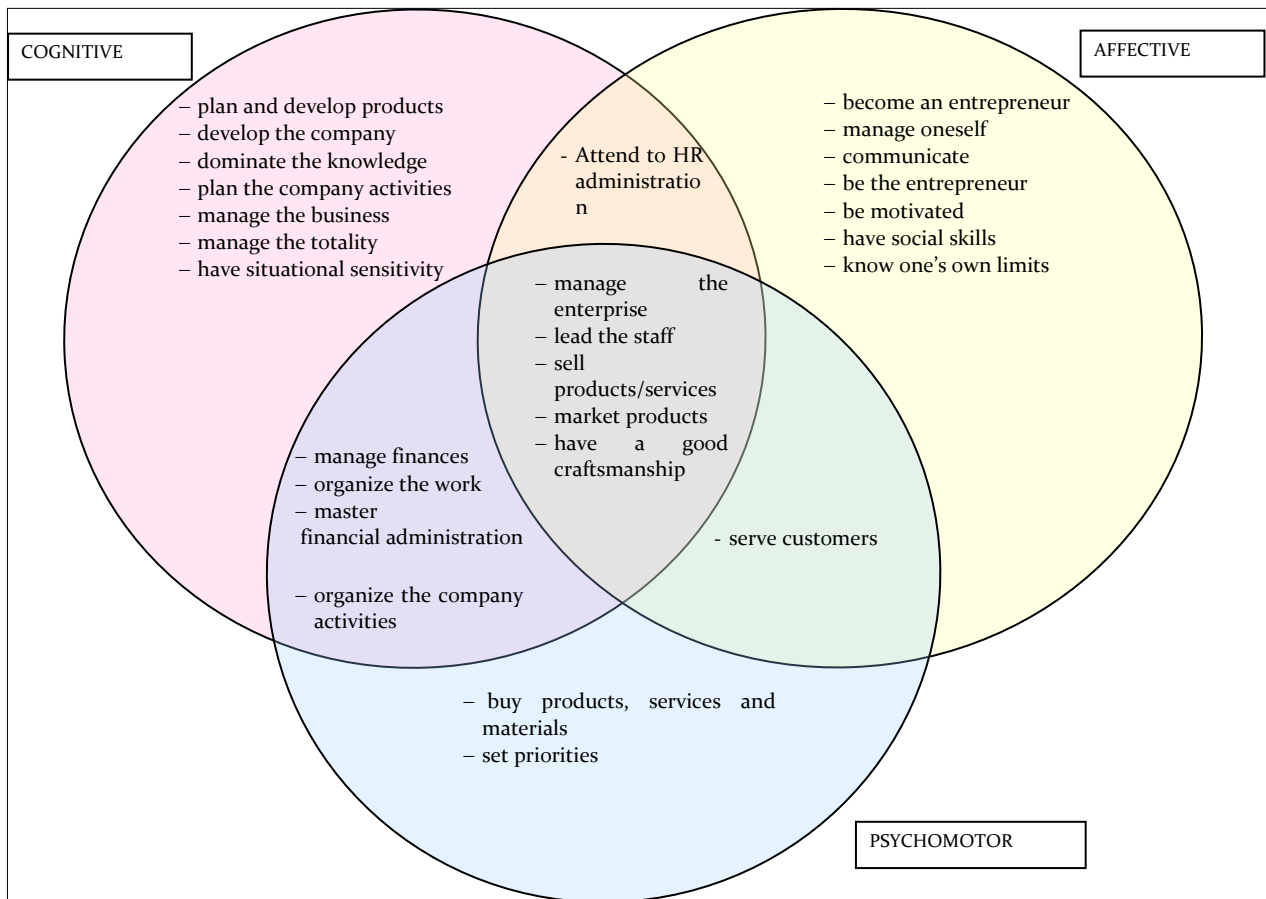 COGNITIVE
AFFECTIVE
– plan and develop products
– develop the company
– dominate the knowledge
– plan the company activities
– manage the business
– manage the totality
– have situational sensitivity
- Attend to HR
administratio
n
– become an entrepreneur
– manage oneself
– communicate
– be the entrepreneur
– be motivated
– have social skills
– know one's own limits
– manage the
enterprise
– lead the staff
– sell
products/services
– market products
– have a good
craftsmanship
– manage finances
– organize the work
– master
financial administration
– organize the company
activities
- serve customers
– buy products, services and
materials
– set priorities
PSYCHOMOTOR